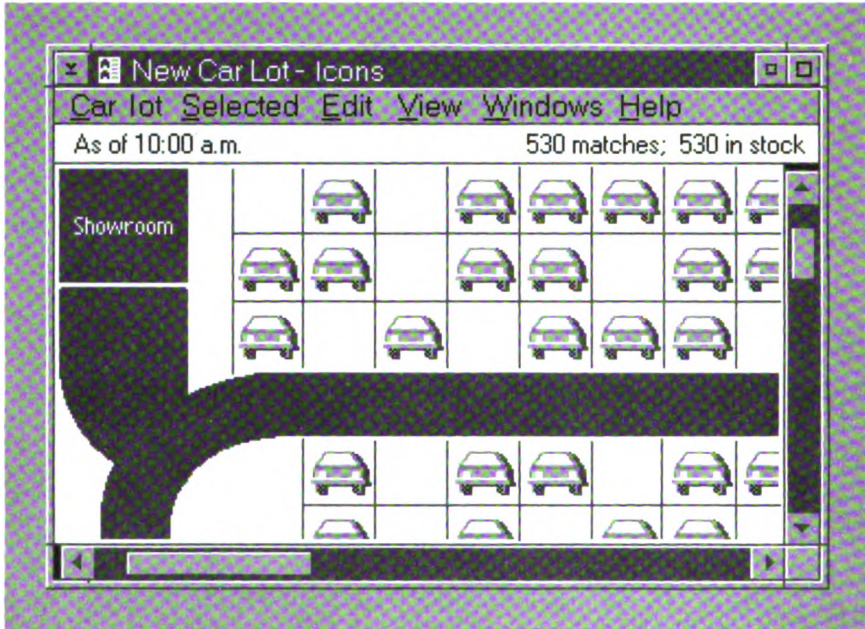 New Car Lot - Icons
Car lot Selected Edit View Windows Help
As of 10:00 a.m. 530 matches; 530 in stock
Showroom